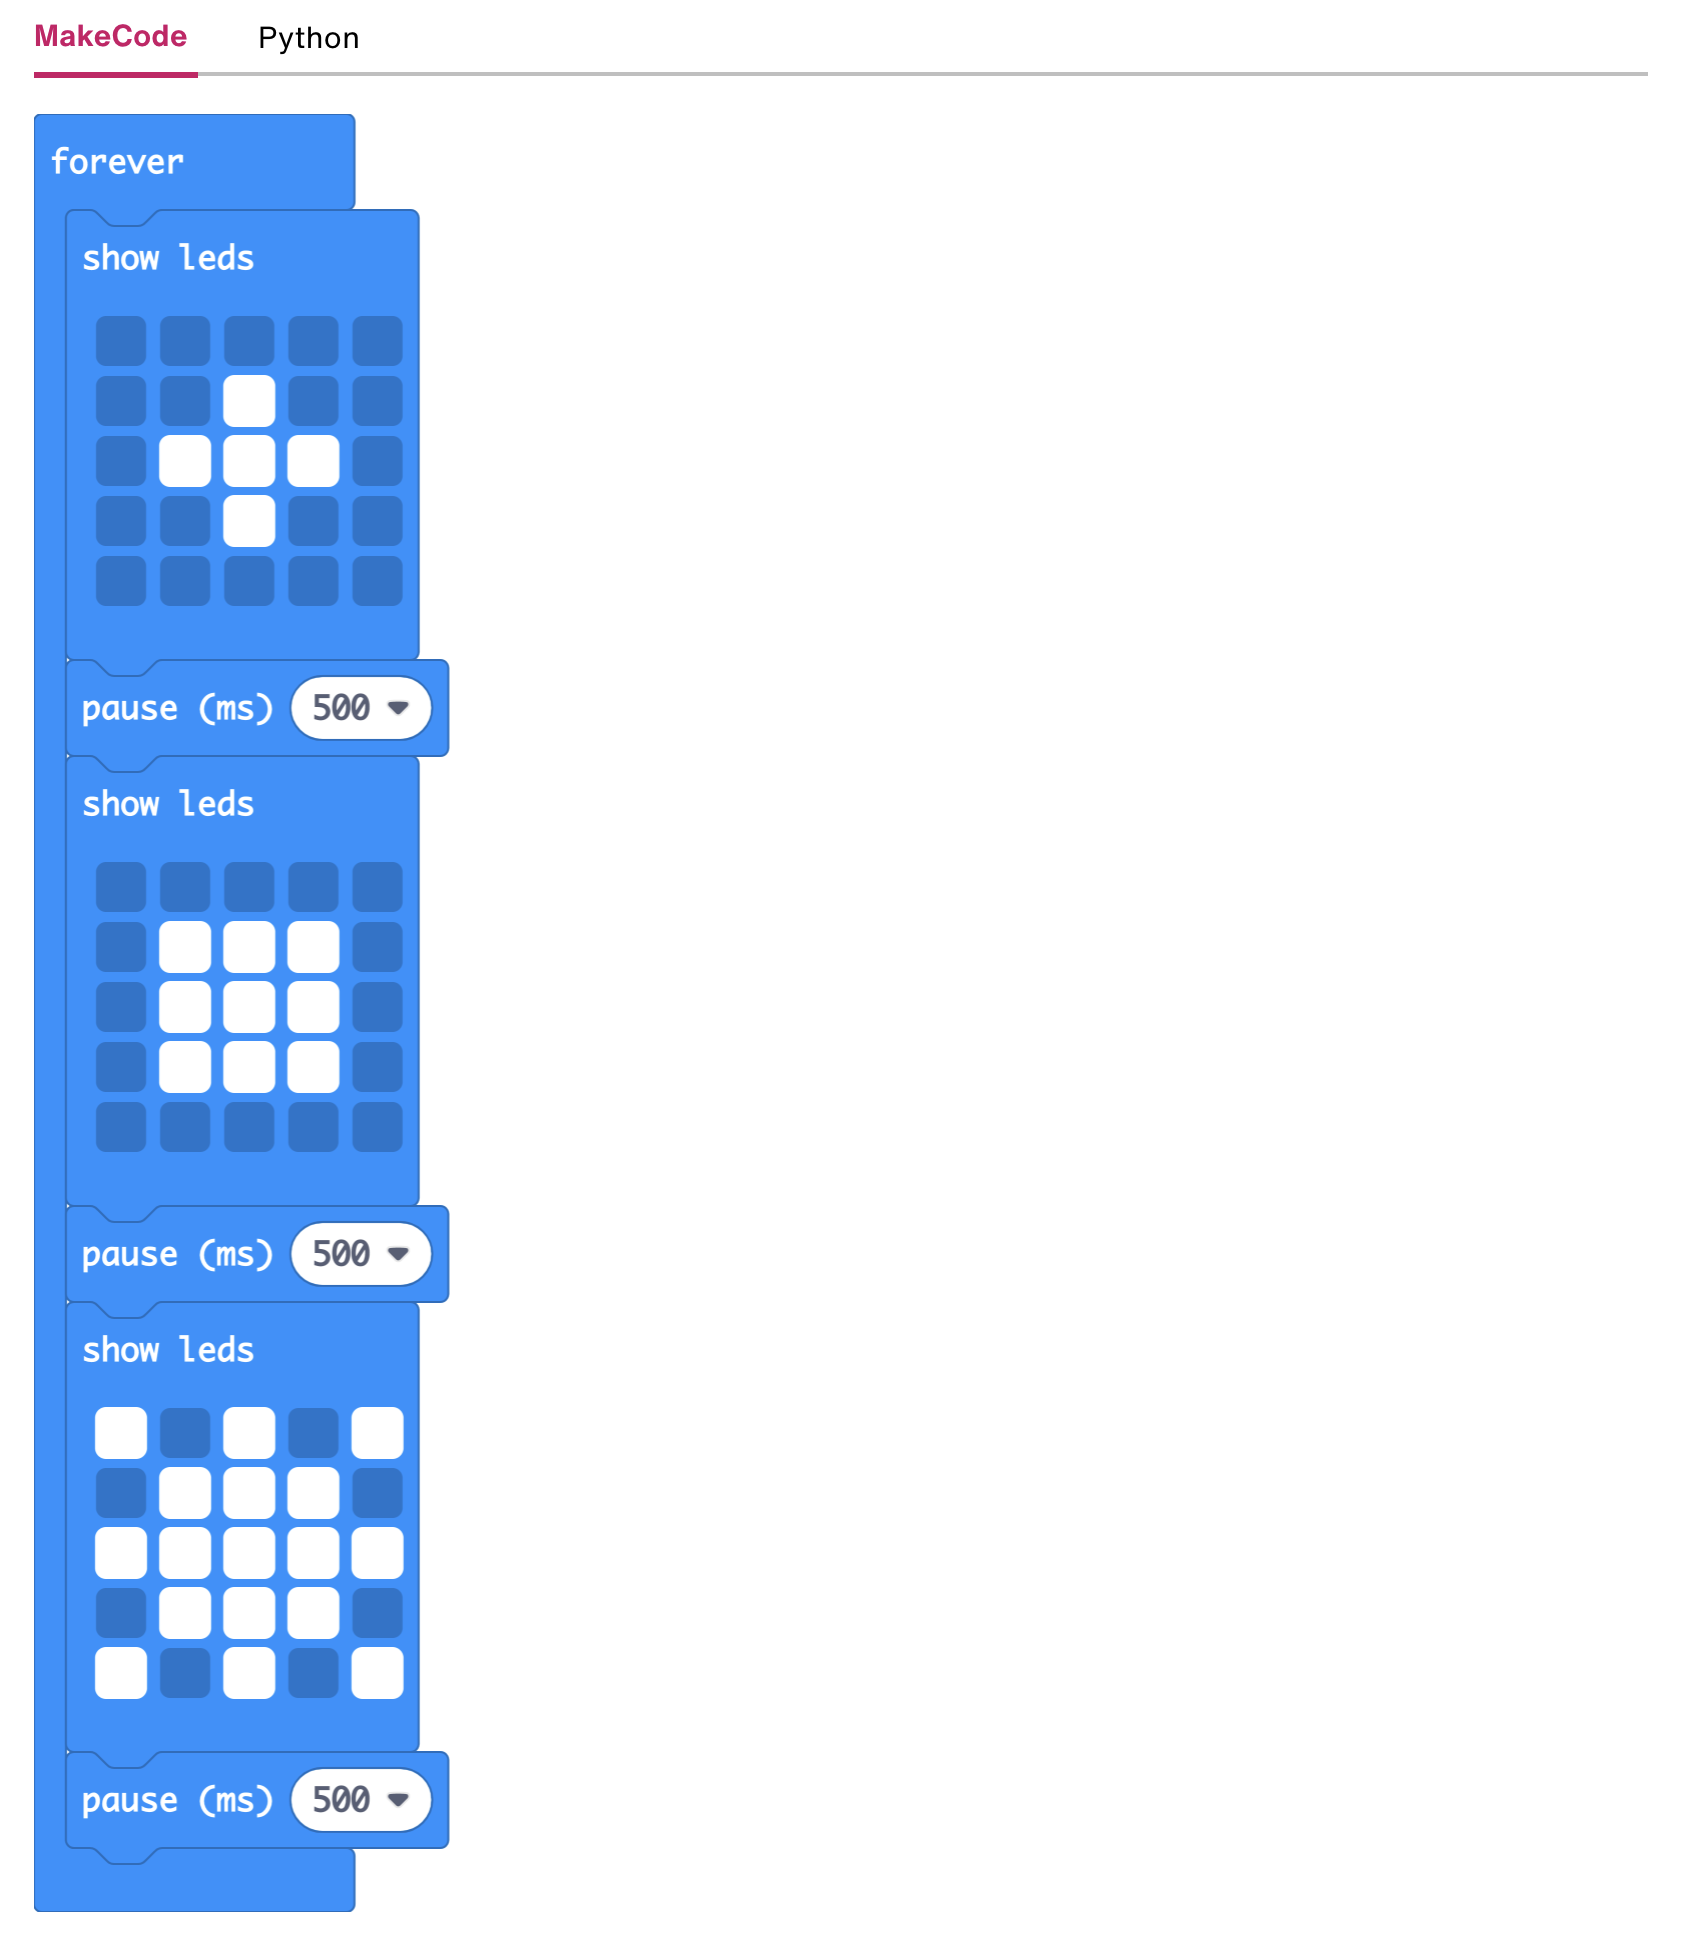 MakeCode Python
forever
show leds
pause (ms) 500
show leds
pause (ms) 500
show leds
pause (ms) 500